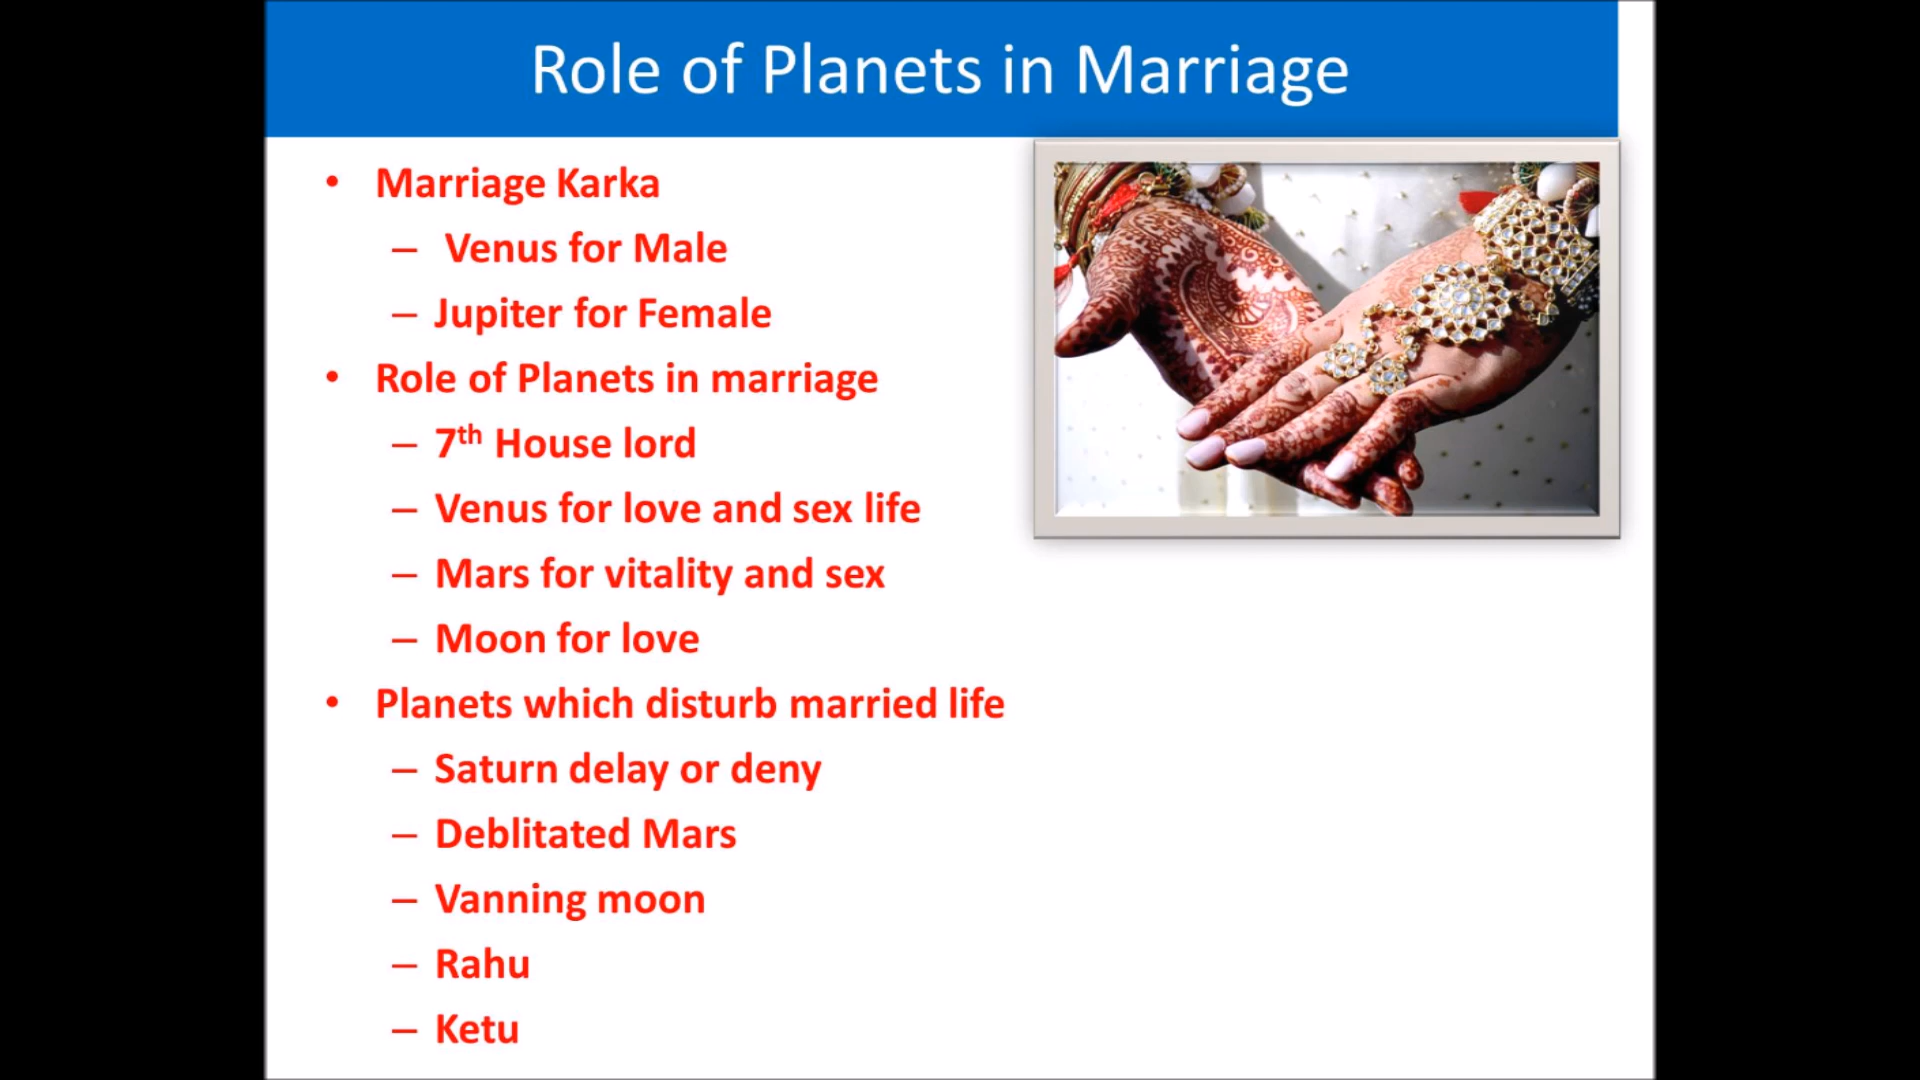 Role of Planets in Marriage
• Marriage Karka
– Venus for Male
– Jupiter for Female
• Role of Planets in marriage
– 7th House lord
– Venus for love and sex life
– Mars for vitality and sex
– Moon for love
• Planets which disturb married life
– Saturn delay or deny
– Deblitated Mars
– Vanning moon
– Rahu
– Ketu